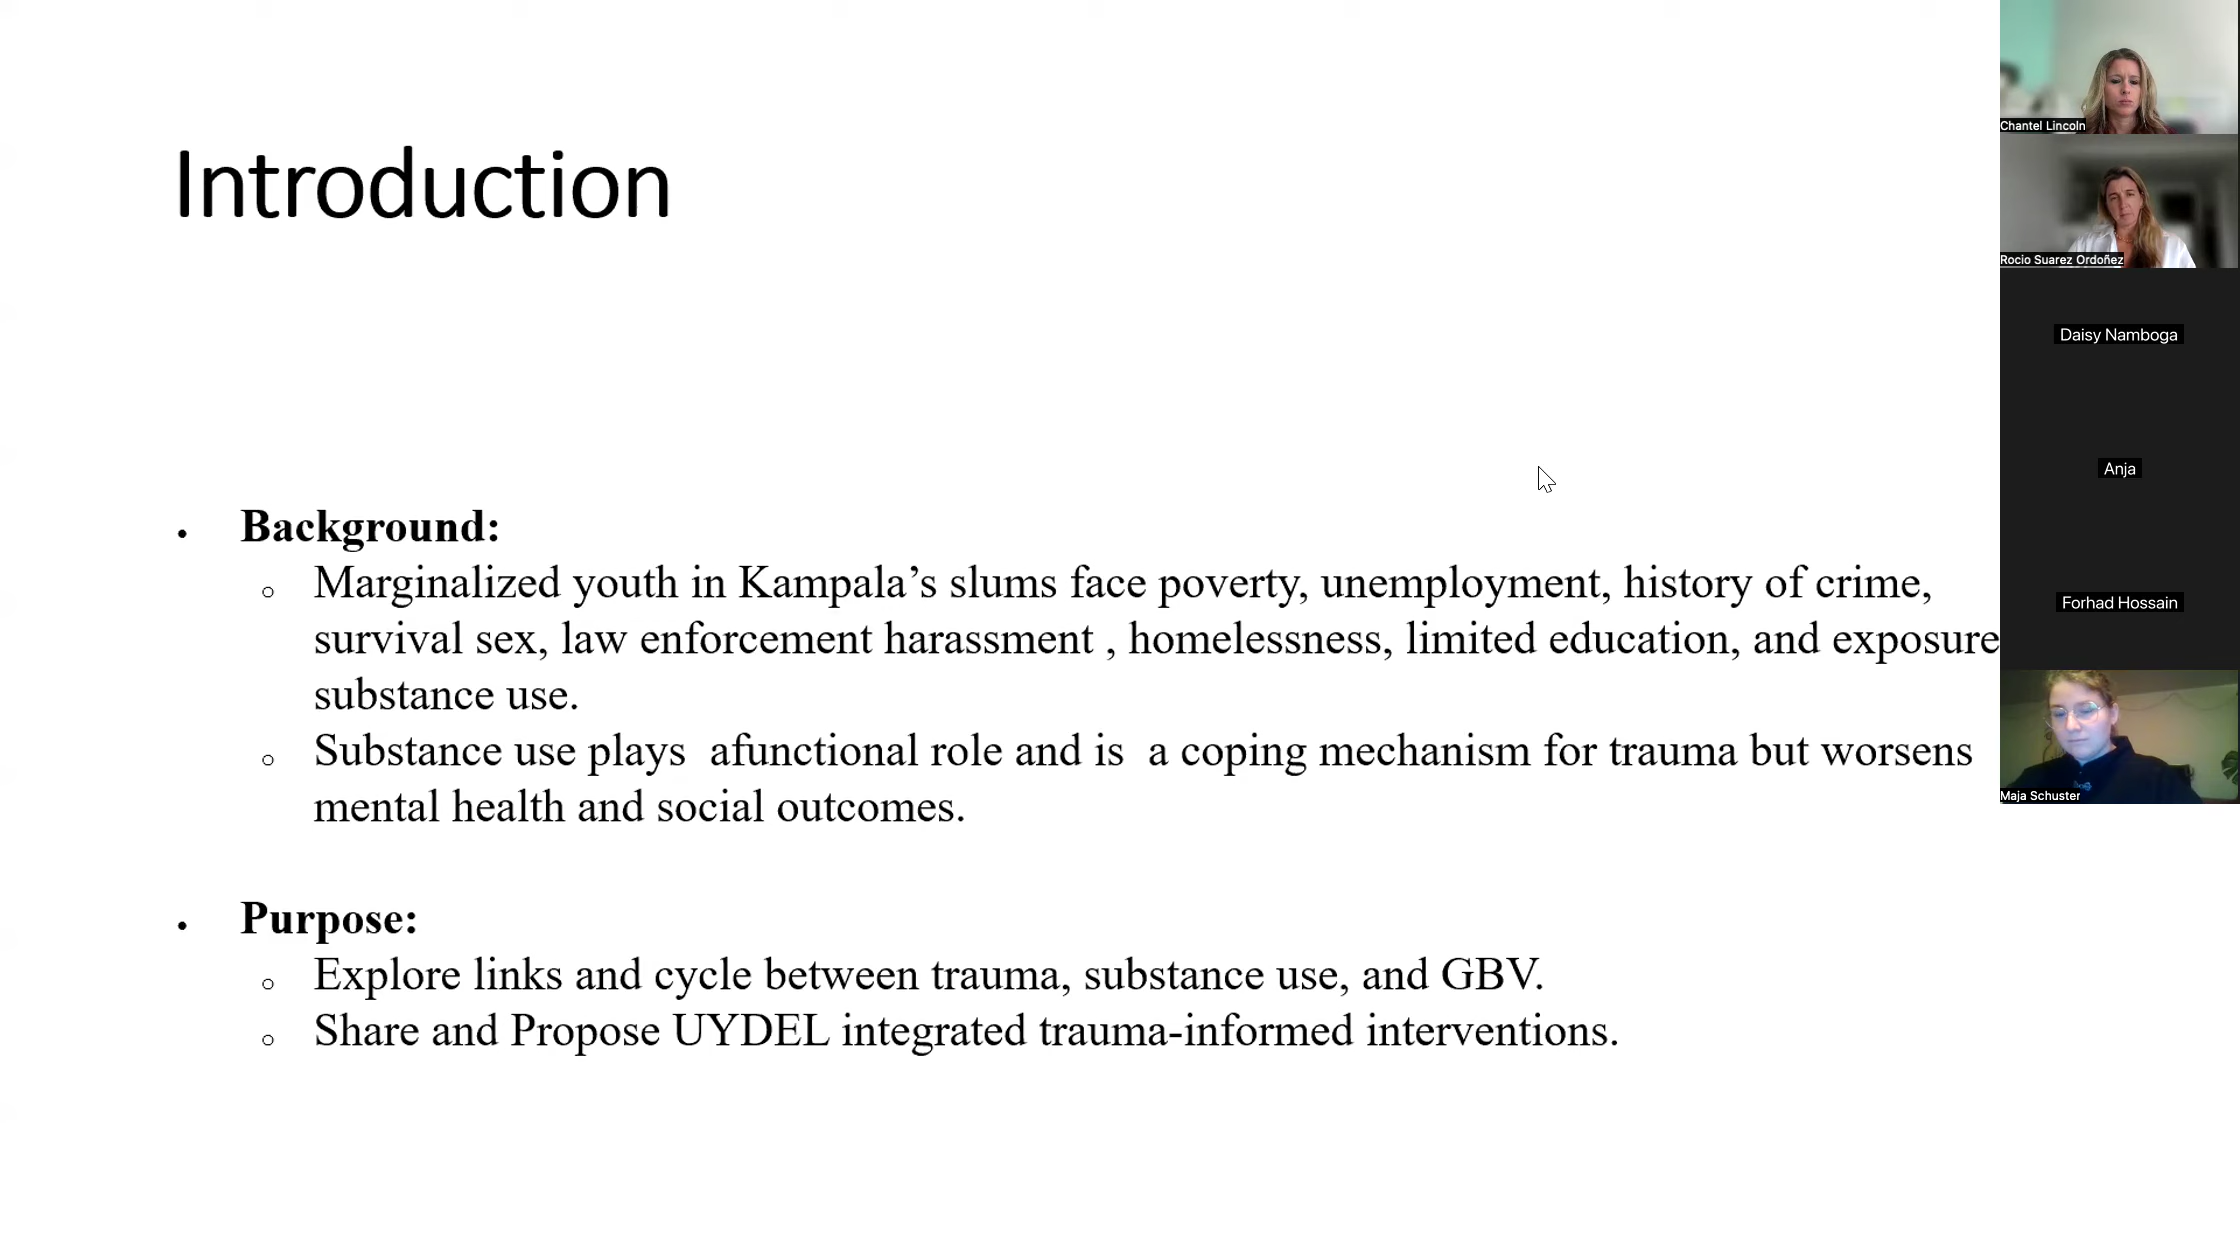 Introduction
• Background:
○ Marginalized youth in Kampala’s slums face poverty, unemployment, history of crime,
survival sex, law enforcement harassment , homelessness, limited education, and exposure
substance use.
○ Substance use plays  afunctional role and is  a coping mechanism for trauma but worsens
mental health and social outcomes.
• Purpose:
○ Explore links and cycle between trauma, substance use, and GBV.
○ Share and Propose UYDEL integrated trauma-informed interventions.
Chantel Lincoln
Rocio Suarez Ordoñez
Daisy Namboga
Anja
Forhad Hossain
Maja Schuster